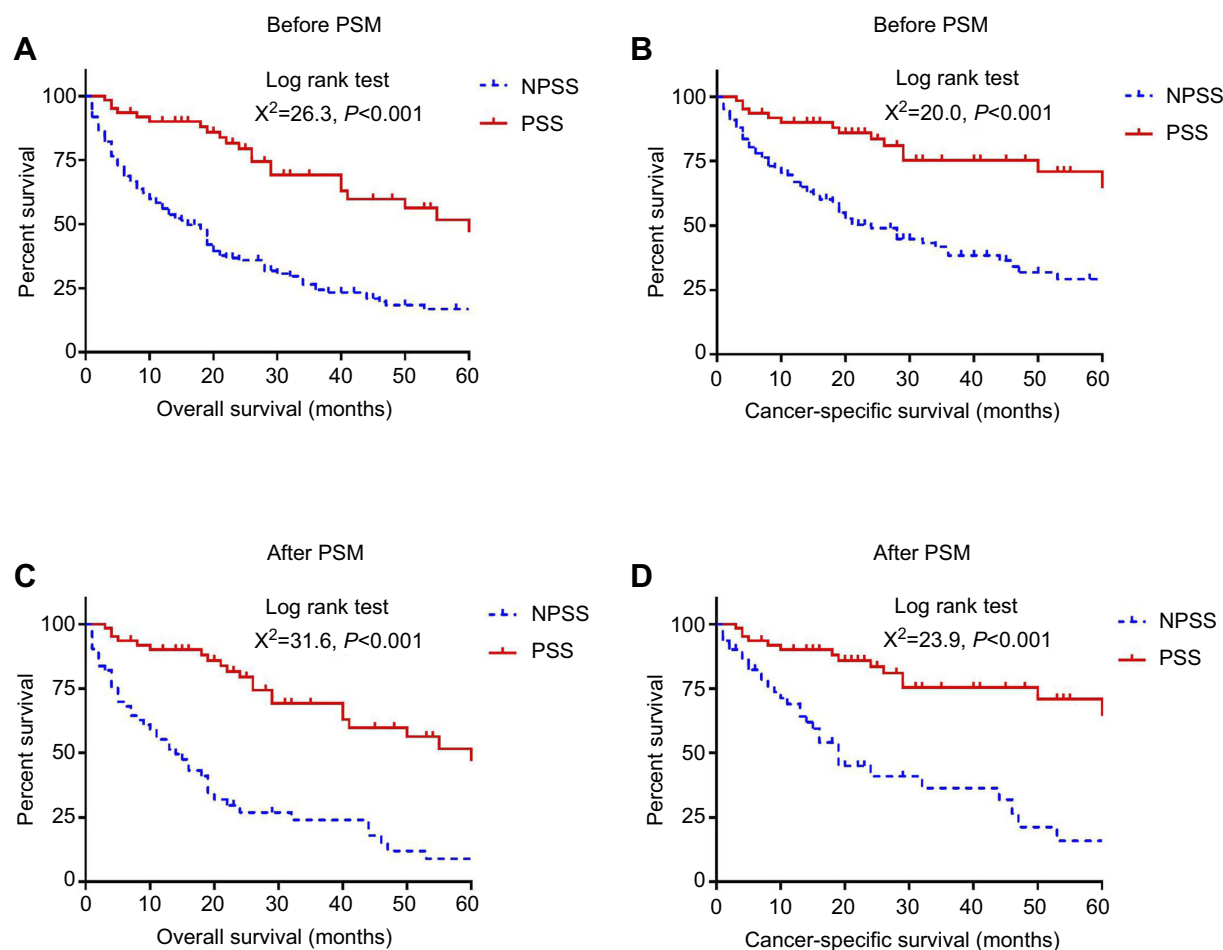 Before PSM
A
Log rank test
X²=26.3, P<0.001
NPSS
PSS
100
75
50
25
0
Percent survival
0 10 20 30 40 50 60
Overall survival (months)
Before PSM
B
Log rank test
X²=20.0, P<0.001
NPSS
PSS
100
75
50
25
0
Percent survival
0 10 20 30 40 50 60
Cancer-specific survival (months)
After PSM
C
Log rank test
X²=31.6, P<0.001
NPSS
PSS
100
75
50
25
0
Percent survival
0 10 20 30 40 50 60
Overall survival (months)
After PSM
D
Log rank test
X²=23.9, P<0.001
NPSS
PSS
100
75
50
25
0
Percent survival
0 10 20 30 40 50 60
Cancer-specific survival (months)